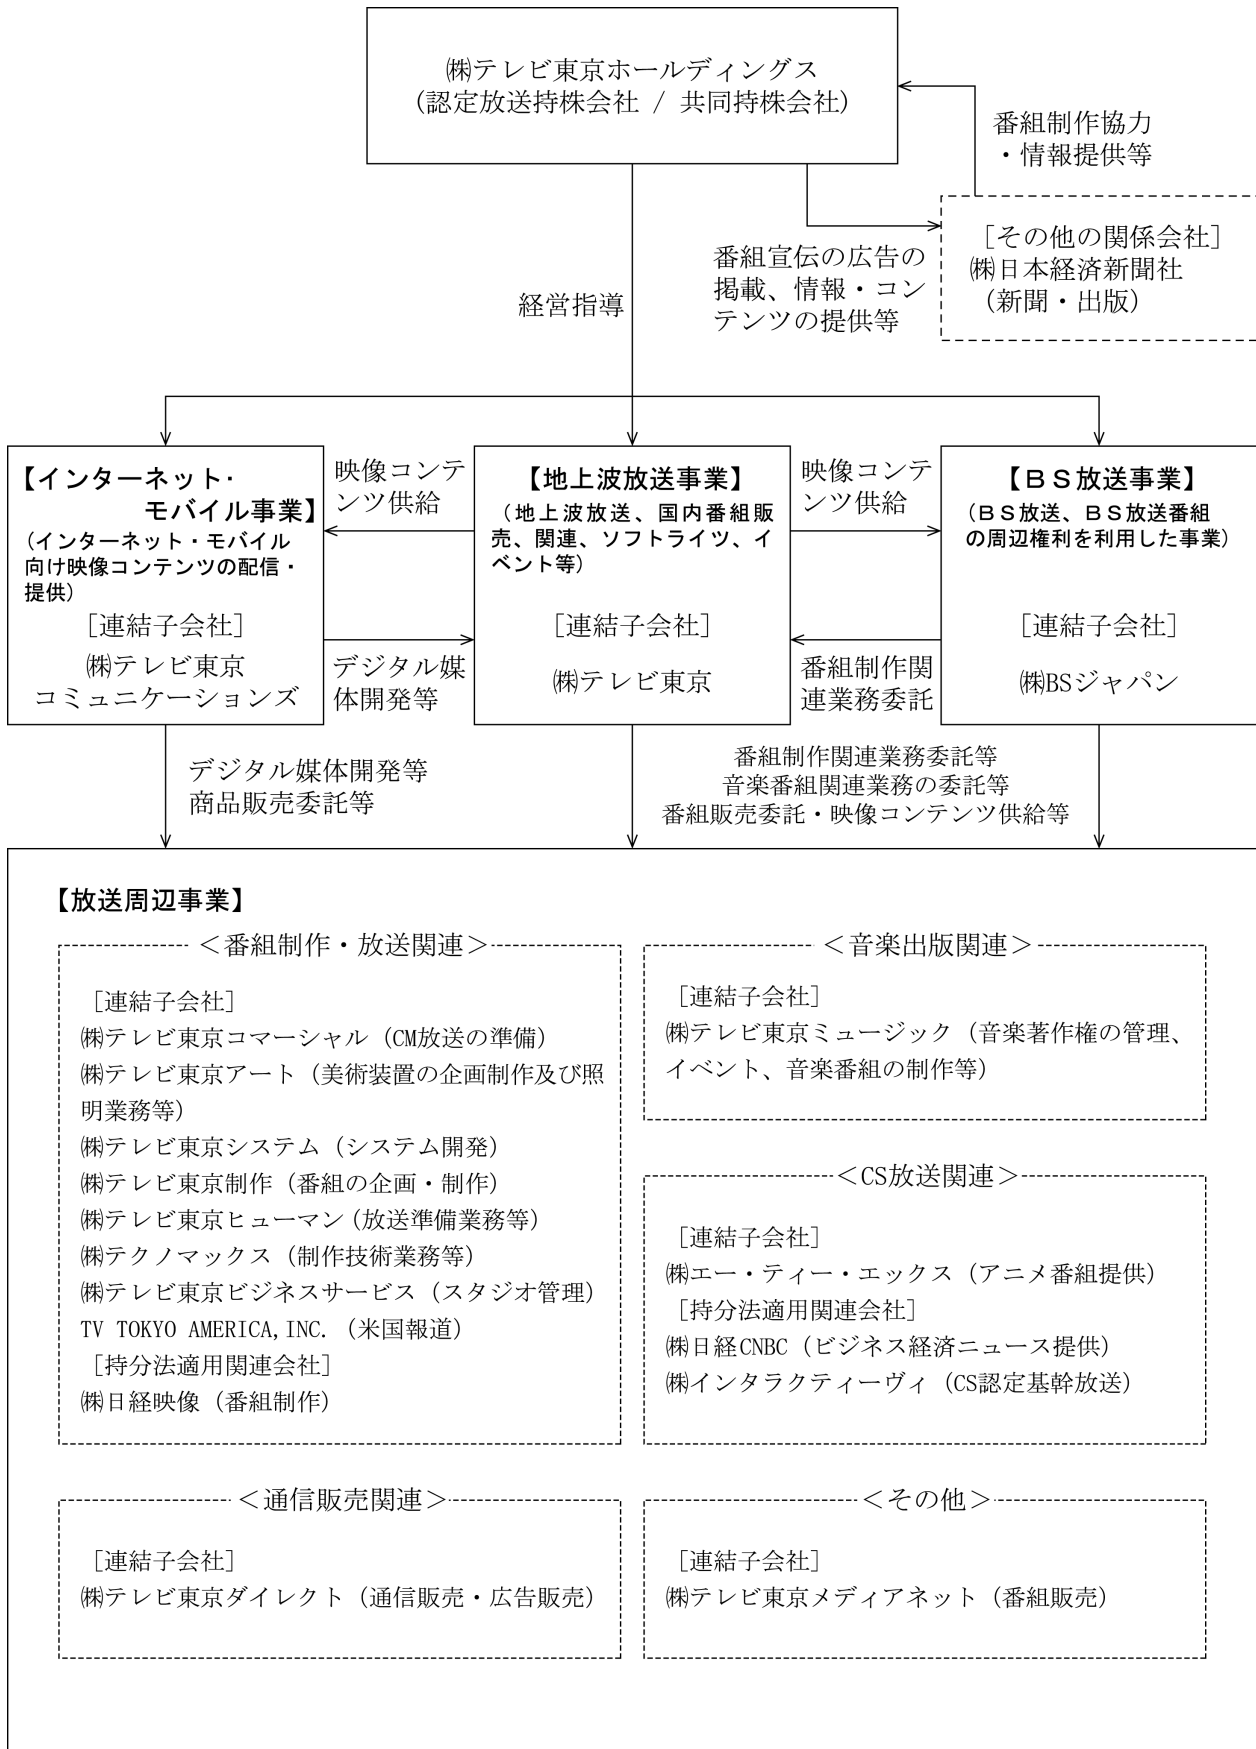 ㈱テレビ東京ホールディングス
(認定放送持株会社 / 共同持株会社)
番組制作協力
・情報提供等
[その他の関係会社]
㈱日本経済新聞社
(新聞・出版)
番組宣伝の広告の
掲載、情報・コン
テンツの提供等
経営指導
【インターネット・
モバイル事業】
(インターネット・モバイル
向け映像コンテンツの配信・
提供)
[連結子会社]
㈱テレビ東京
コミュニケーションズ
映像コンテ
ンツ供給
デジタル媒
体開発等
【地上波放送事業】
(地上波放送、国内番組販
売、関連、ソフトライツ、イ
ベント等)
[連結子会社]
㈱テレビ東京
映像コンテ
ンツ供給
番組制作関
連業務委託
【BS放送事業】
(BS放送、BS放送番組
の周辺権利を利用した事業)
[連結子会社]
㈱BSジャパン
デジタル媒体開発等
商品販売委託等
番組制作関連業務委託等
音楽番組関連業務の委託等
番組販売委託・映像コンテンツ供給等
【放送周辺事業】
<番組制作・放送関連>
[連結子会社]
㈱テレビ東京コマーシャル(CM放送の準備)
㈱テレビ東京アート(美術装置の企画制作及び照
明業務等)
㈱テレビ東京システム(システム開発)
㈱テレビ東京制作(番組の企画・制作)
㈱テレビ東京ヒューマン(放送準備業務等)
㈱テクノマックス(制作技術業務等)
㈱テレビ東京ビジネスサービス(スタジオ管理)
TV TOKYO AMERICA,INC.(米国報道)
[持分法適用関連会社]
㈱日経映像(番組制作)
<音楽出版関連>
[連結子会社]
㈱テレビ東京ミュージック(音楽著作権の管理、
イベント、音楽番組の制作等)
<CS放送関連>
[連結子会社]
㈱エー・ティー・エックス(アニメ番組提供)
[持分法適用関連会社]
㈱日経CNBC(ビジネス経済ニュース提供)
㈱インタラクティーヴィ(CS認定基幹放送)
<通信販売関連>
[連結子会社]
㈱テレビ東京ダイレクト(通信販売・広告販売)
<その他>
[連結子会社]
㈱テレビ東京メディアネット(番組販売)